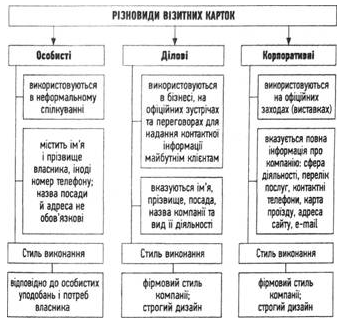 РІЗНОВИДИ ВІЗИТНИХ КАРТОК
Особисті
використовуються
в неформальному
спілкуванні
містить ім'я
і прізвище
власника, іноді
номер телефону;
назва посади
й адреса не
обов'язкові
Стиль виконання
відповідно до особистих
уподобань і потреб
власника
Ділові
використовуються
в бізнесі, на
офіційних зустрічах
та переговорах для
надання контактної
інформації
майбутнім клієнтам
вказуються ім'я,
прізвище, посада,
назва компанії та
вид її діяльності
Стиль виконання
фірмовий стиль
компанії;
строгий дизайн
Корпоративні
використовуються
на офіційних
заходах (виставках)
вказується повна
інформація про
компанію: сфера
діяльності, перелік
послуг, контактні
телефони, карта
проїзду, адреса
сайту, e-mail
Стиль виконання
фірмовий стиль
компанії;
строгий дизайн